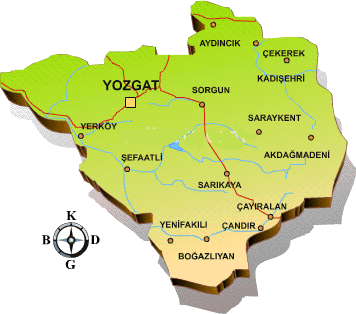 AYDINCIK
ÇEKEREK
KADIŞEHRİ
YOZGAT
SORGUN
SARAYKENT
YERKÖY
AKDAĞMADENİ
ŞEFAATLİ
SARIKAYA
ÇAYIRALAN
ÇANDIR
YENİFAKILI
BOĞAZLIYAN
K
B
D
G